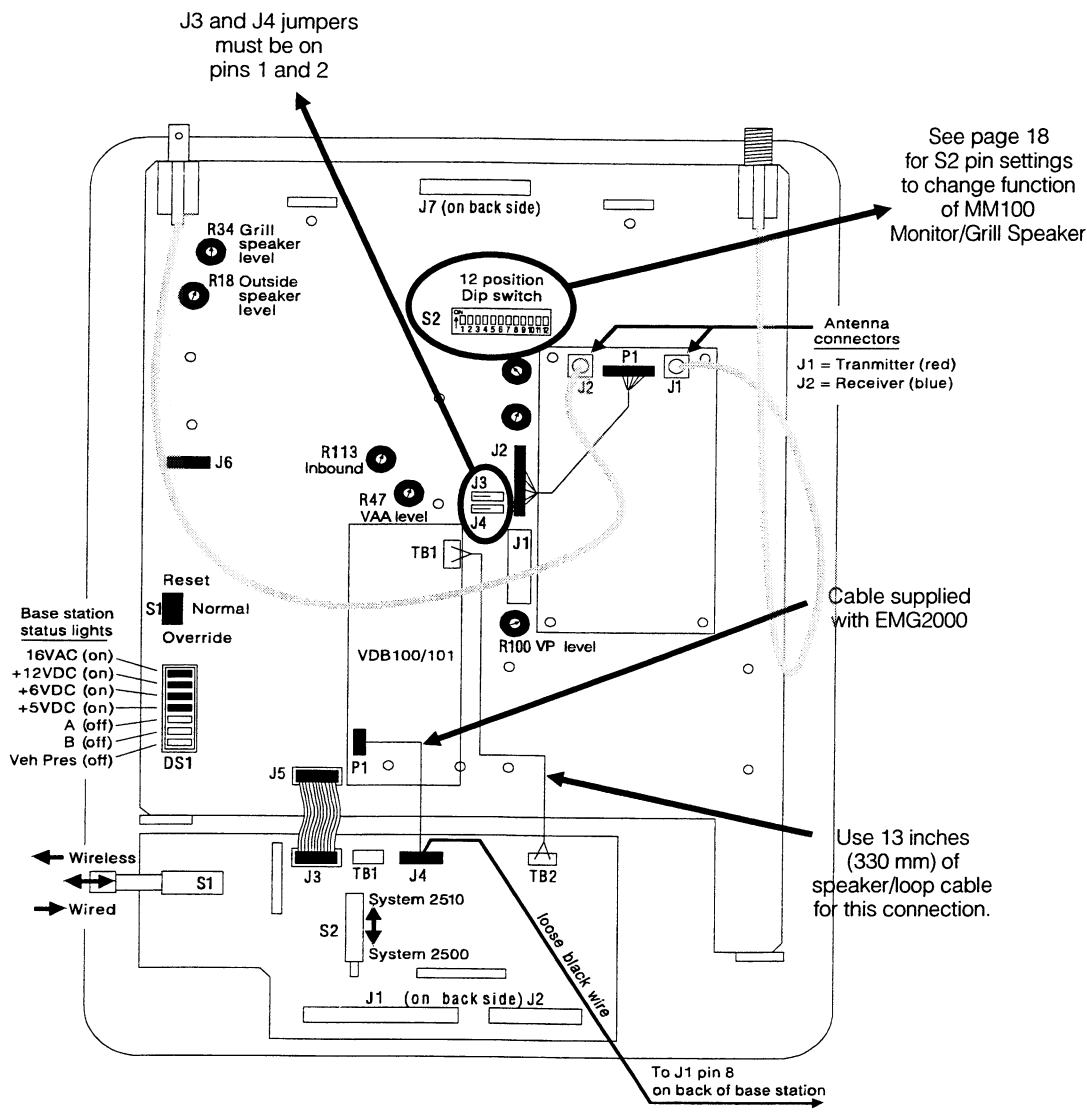 J3 and J4 jumpers
must be on
pins 1 and 2
See page 18
for S2 pin settings
to change function
of MM100
Monitor/Grill Speaker
J7 (on back side)
R34 Grill
speaker
level
R18 Outside
speaker
level
12 position
Dip switch
S2
ON
1 2 3 4 5 6 7 8 9 10 11 12
Antenna
connectors
J1 = Tranmitter (red)
J2 = Receiver (blue)
J2
P1
J1
J6
R113
Inbound
R47
VAA level
J2
J3
J4
TB1
J1
Reset
S1
Normal
Override
Base station
status lights
16VAC (on)
+12VDC (on)
+6VDC (on)
+5VDC (on)
A (off)
B (off)
Veh Pres (off)
DS1
VDB100/101
R100 VP level
Cable supplied
with EMG2000
P1
J5
Use 13 inches
(330 mm) of
speaker/loop cable
for this connection.
Wireless
S1
Wired
J3
TB1
J4
TB2
System 2510
S2
System 2500
loose black wire
J1 (on back side) J2
To J1 pin 8
on back of base station